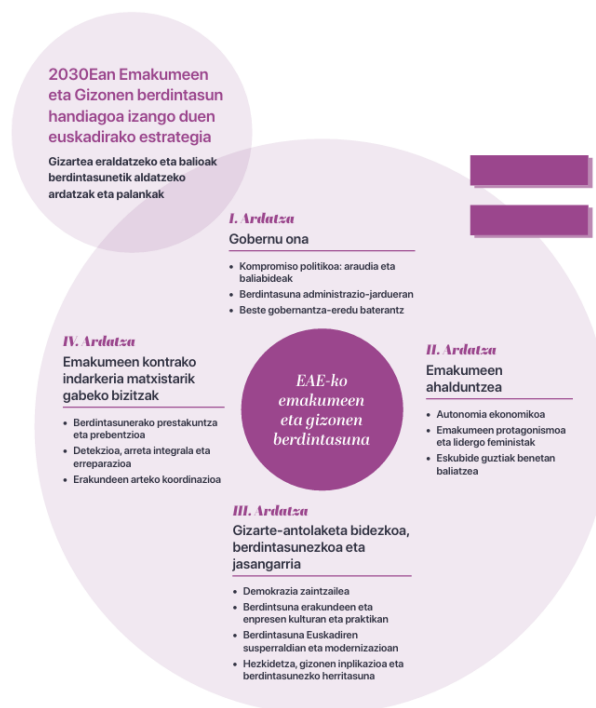 2030Ean Emakumeen
eta Gizonen berdintasun
handiagoa izango duen
euskadirako estrategia
Gizartea eraldatzeko eta balioak
berdintasunetik aldatzeko
ardatzak eta palankak
I. Ardatza
Gobernu ona
• Konpromiso politikoa: araudia eta
baliabideak
• Berdintasuna administrazio-jardueran
• Beste gobernantza-eredu baterantz
IV. Ardatza
Emakumeen kontrako
indarkeria matxistarik
gabeko bizitzak
• Berdintasunerako prestakuntza
eta prebentzioa
• Detekzioa, arreta integrala eta
erreparazioa
• Erakundeen arteko koordinazioa
EAE-ko
emakumeen
eta gizonen
berdintasuna
II. Ardatza
Emakumeen
ahalduntzea
• Autonomia ekonomikoa
• Emakumeen protagonismoa
eta lidergo feministak
• Eskubide guztiak benetan
baliatzea
III. Ardatza
Gizarte-antolaketa bidezkoa,
berdintasunezkoa eta
jasangarria
• Demokrazia zaintzailea
• Berdintsuna erakundeen eta
enpresen kulturan eta praktikan
• Berdintasuna Euskadiren
susperraldian eta modernizazioan
• Hezkidetza, gizonen inplikazioa eta
berdintasunezko herritasuna